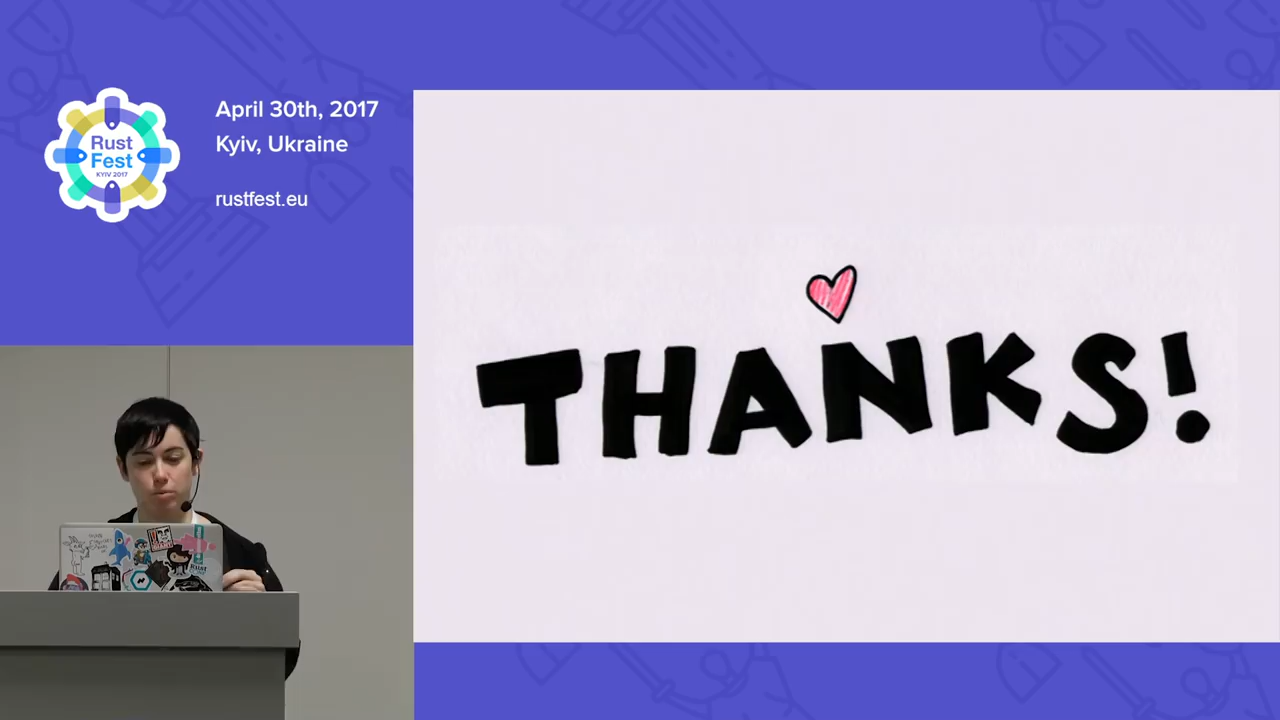 Rust
Fest
KYIV 2017
April 30th, 2017
Kyiv, Ukraine
rustfest.eu
THANKS!